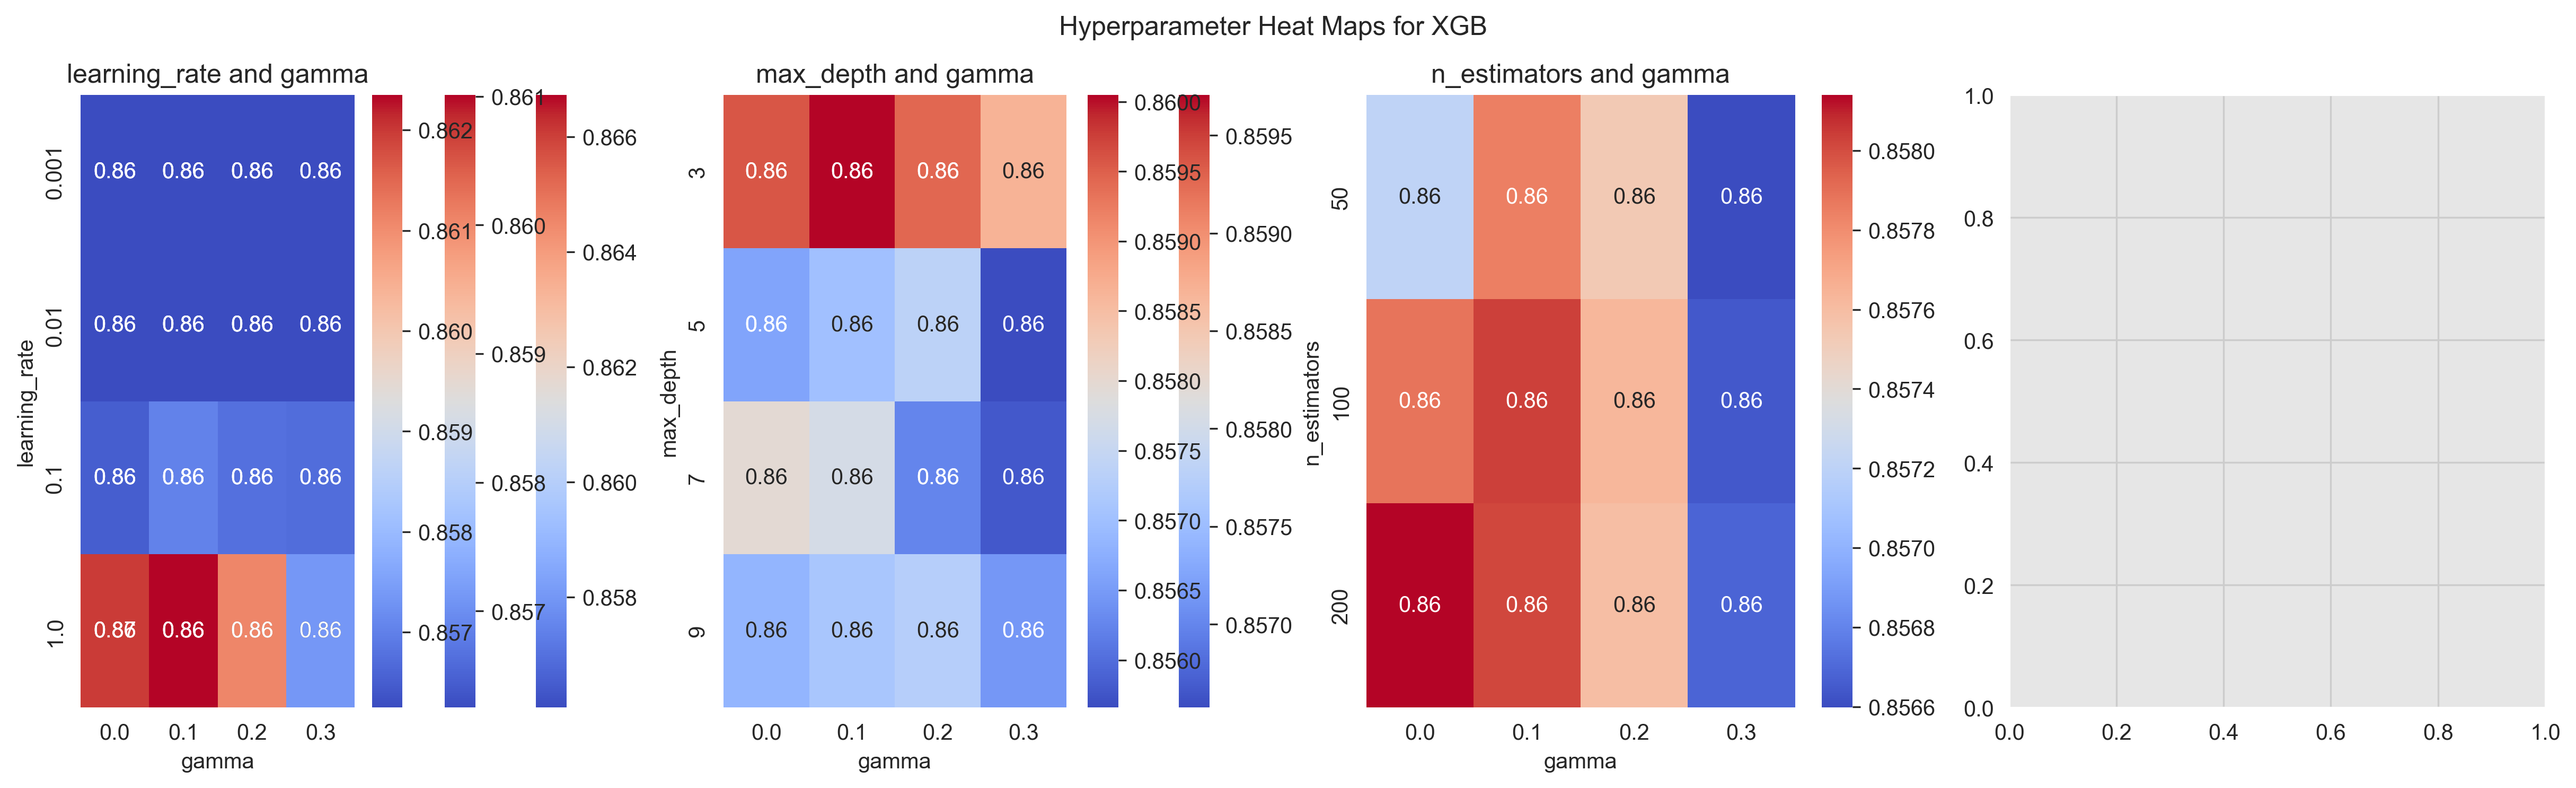 Hyperparameter Heat Maps for XGB
learning_rate and gamma
learning_rate
0.001
0.01
0.1
1.0
0.86 0.86 0.86 0.86
0.86 0.86 0.86 0.86
0.86 0.86 0.86 0.86
0.86 0.86 0.86
0.0 0.1 0.2 0.3
gamma
0.862
0.861
0.860
0.859
0.858
0.857
0.861
0.860
0.859
0.858
0.857
0.866
0.864
0.862
0.860
0.858
max_depth and gamma
max_depth
3
5
7
9
0.86 0.86 0.86 0.86
0.86 0.86 0.86 0.86
0.86 0.86 0.86 0.86
0.86 0.86 0.86 0.86
0.0 0.1 0.2 0.3
gamma
0.8600
0.8595
0.8590
0.8585
0.8580
0.8575
0.8570
0.8565
0.8560
0.8595
0.8590
0.8585
0.8580
0.8575
0.8570
n_estimators and gamma
n_estimators
50
100
200
0.86 0.86 0.86 0.86
0.86 0.86 0.86 0.86
0.86 0.86 0.86 0.86
0.0 0.1 0.2 0.3
gamma
0.8580
0.8578
0.8576
0.8574
0.8572
0.8570
0.8568
0.8566
1.0
0.8
0.6
0.4
0.2
0.0
0.0 0.2 0.4 0.6 0.8 1.0